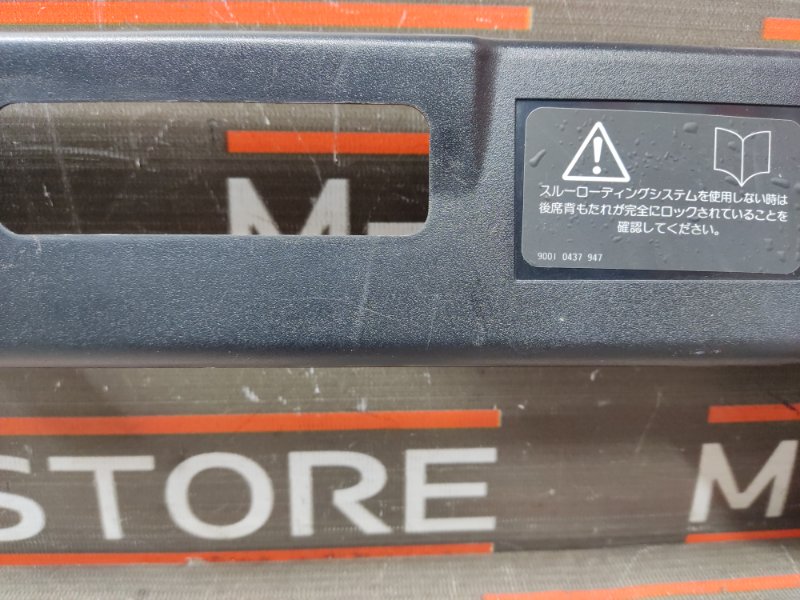 M
スルーローディングシステムを使用しない時は
後席背もたれが完全にロックされていることを
確認してください。
9001 0437 947
STORE
M